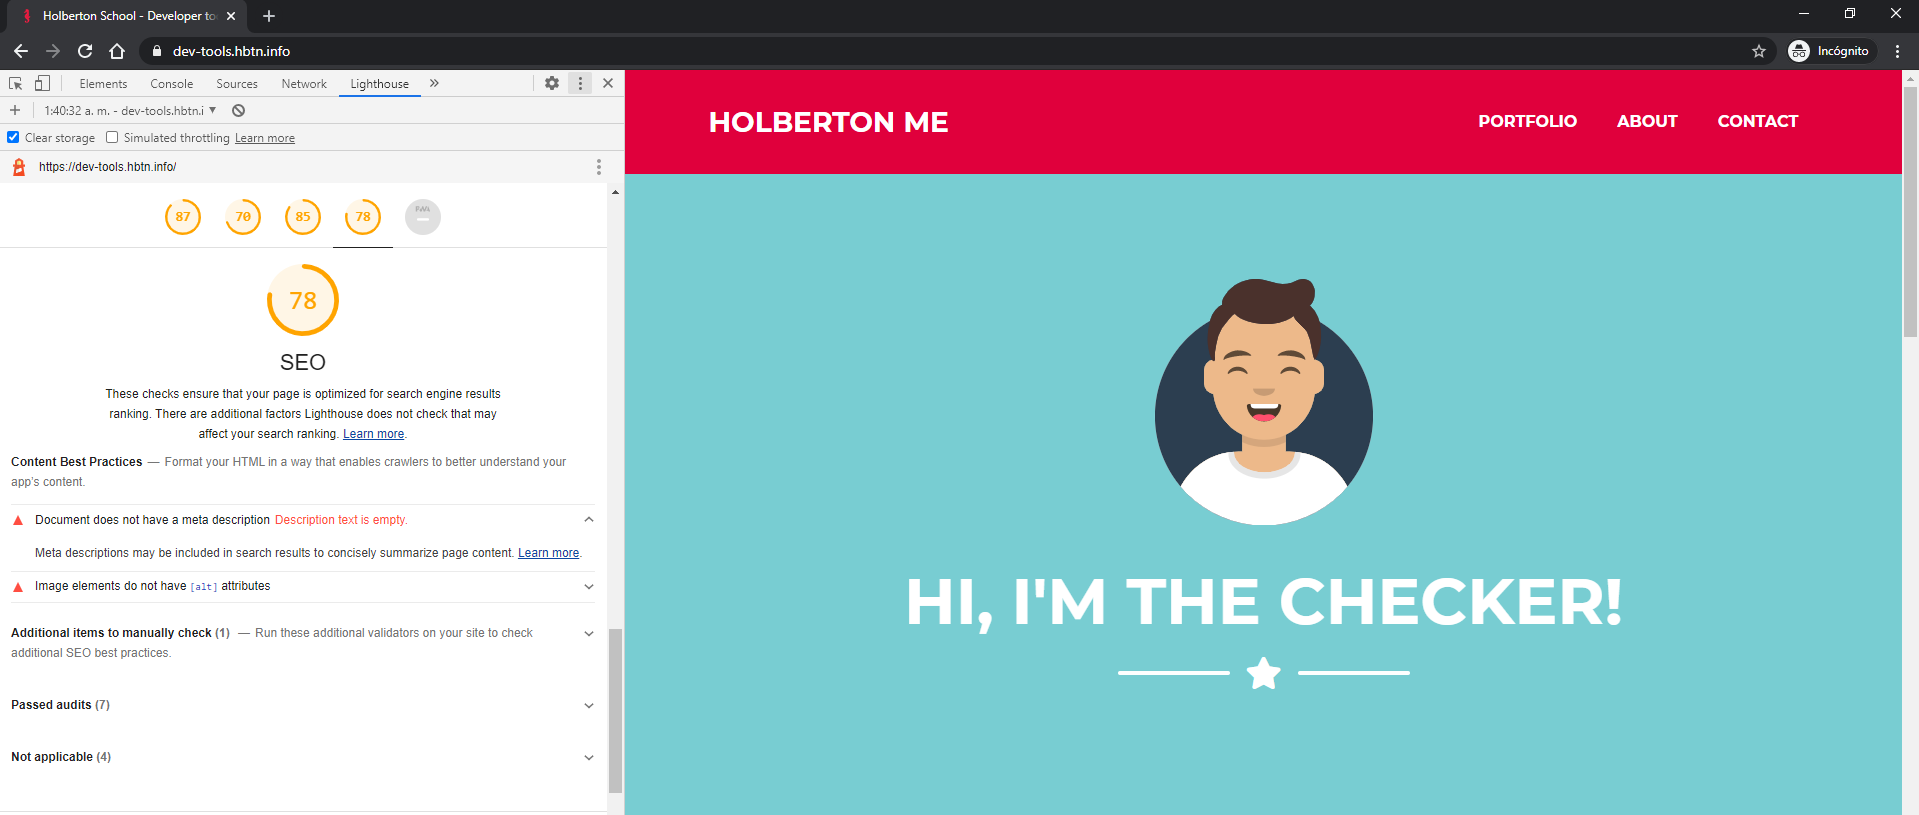 Holberton School - Developer to
dev-tools.hbtn.info
Incógnito
Elements Console Sources Network Lighthouse
1:40:32 a. m. - dev-tools.hbtn.i
Clear storage Simulated throttling Learn more
https://dev-tools.hbtn.info/
87 70 85 78 PWA
78
SEO
These checks ensure that your page is optimized for search engine results
ranking. There are additional factors Lighthouse does not check that may
affect your search ranking. Learn more.
Content Best Practices — Format your HTML in a way that enables crawlers to better understand your
app's content.
Document does not have a meta description Description text is empty.
Meta descriptions may be included in search results to concisely summarize page content. Learn more.
Image elements do not have [alt] attributes
Additional items to manually check (1) — Run these additional validators on your site to check
additional SEO best practices.
Passed audits (7)
Not applicable (4)
HOLBERTON ME
PORTFOLIO ABOUT CONTACT
HI, I'M THE CHECKER!